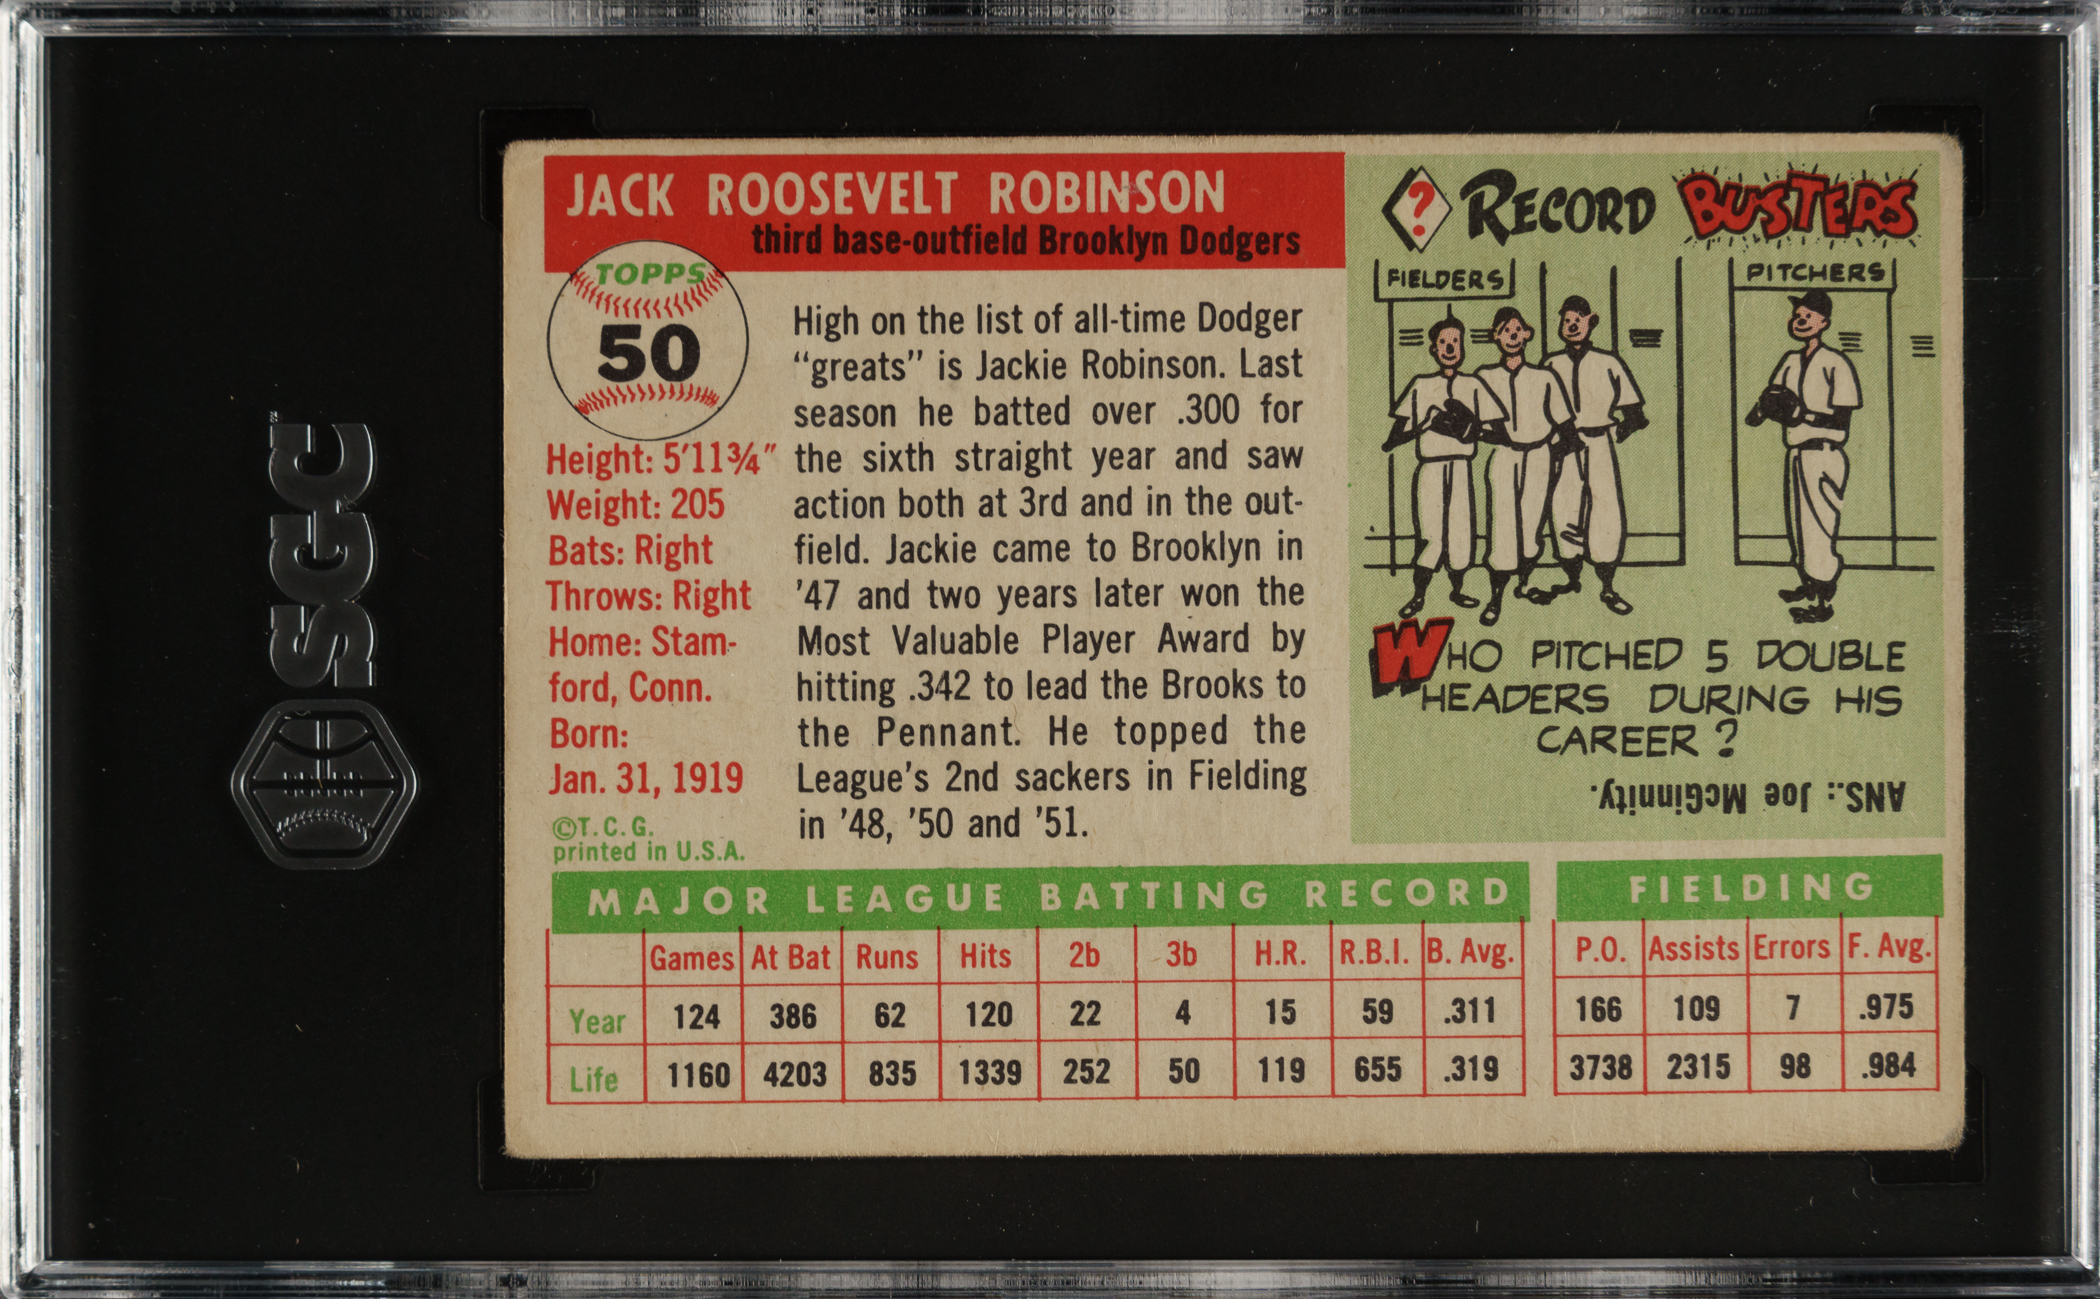 SGC
JACK ROOSEVELT ROBINSON
third base-outfield Brooklyn Dodgers
TOPPS
50
Height: 5'11¾"
Weight: 205
Bats: Right
Throws: Right
Home: Stam-
ford, Conn.
Born:
Jan. 31, 1919
©T.C.G.
printed in U.S.A.
High on the list of all-time Dodger
“greats” is Jackie Robinson. Last
season he batted over .300 for
the sixth straight year and saw
action both at 3rd and in the out-
field. Jackie came to Brooklyn in
'47 and two years later won the
Most Valuable Player Award by
hitting .342 to lead the Brooks to
the Pennant. He topped the
League's 2nd sackers in Fielding
in '48, '50 and '51.
? RECORD BUSTERS
FIELDERS
PITCHERS
WHO PITCHED 5 DOUBLE
HEADERS DURING HIS
CAREER?
ANS.: Joe McGinnity.
MAJOR LEAGUE BATTING RECORD
Games At Bat Runs Hits 2b 3b H.R. R.B.I. B. Avg.
Year 124 386 62 120 22 4 15 59 .311
Life 1160 4203 835 1339 252 50 119 655 .319
FIELDING
P.O. Assists Errors F. Avg.
166 109 7 .975
3738 2315 98 .984